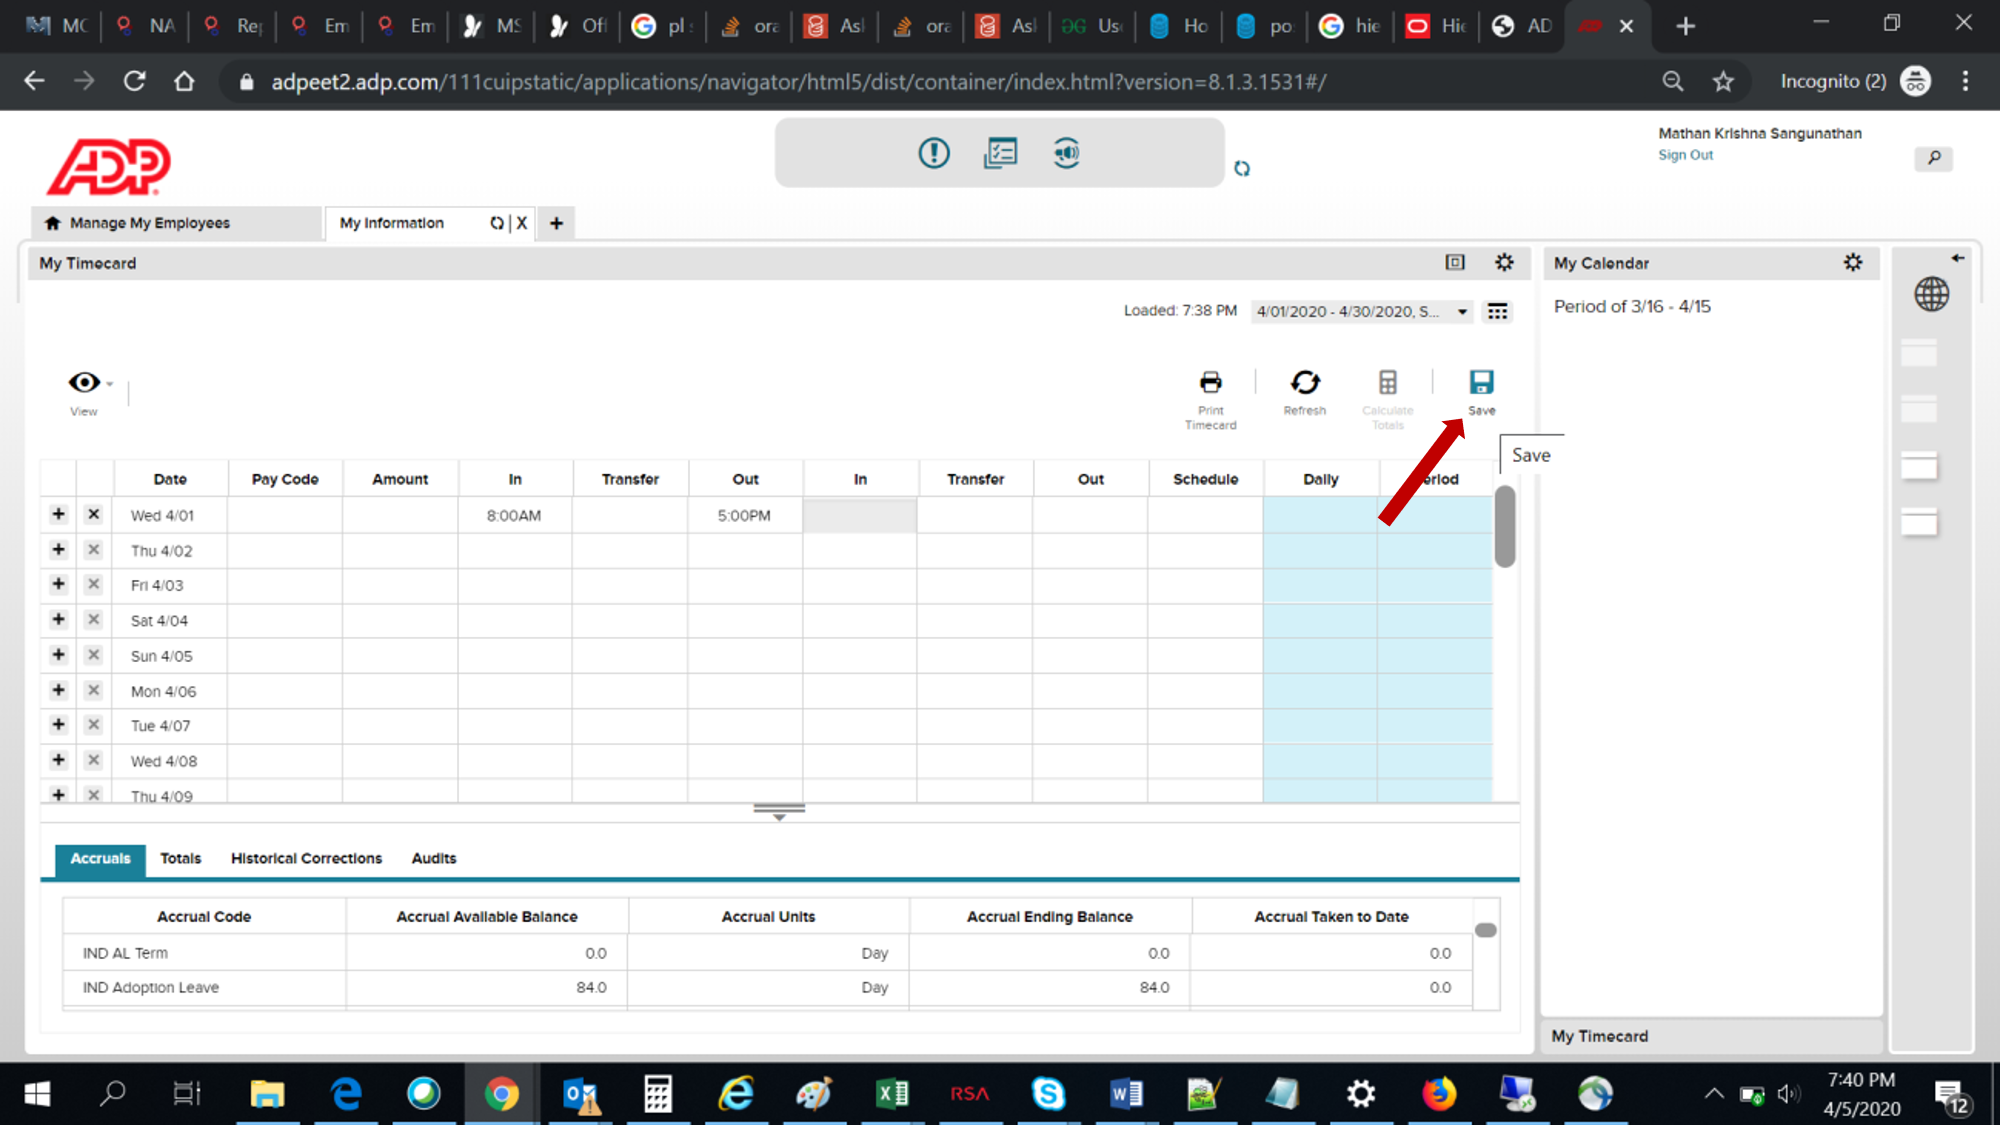 MC NA Rep Em Em MS Off pl s ora Ask ora Ask Use Ho po hie Hie AD
adpeet2.adp.com/111cuipstatic/applications/navigator/html5/dist/container/index.html?version=8.1.3.1531#/ Incognito (2)
ADP
Mathan Krishna Sangunathan
Sign Out
Manage My Employees My Information X +
My Timecard
My Calendar
Loaded: 7:38 PM 4/01/2020 - 4/30/2020, S...
Period of 3/16 - 4/15
View
Print Timecard
Refresh
Calculate Totals
Save
Save
Date Pay Code Amount In Transfer Out In Transfer Out Schedule Daily eriod
Wed 4/01 8:00AM 5:00PM
Thu 4/02
Fri 4/03
Sat 4/04
Sun 4/05
Mon 4/06
Tue 4/07
Wed 4/08
Thu 4/09
Accruals Totals Historical Corrections Audits
Accrual Code Accrual Available Balance Accrual Units Accrual Ending Balance Accrual Taken to Date
IND AL Term 0.0 Day 0.0 0.0
IND Adoption Leave 84.0 Day 84.0 0.0
My Timecard
RSA
7:40 PM
4/5/2020
12